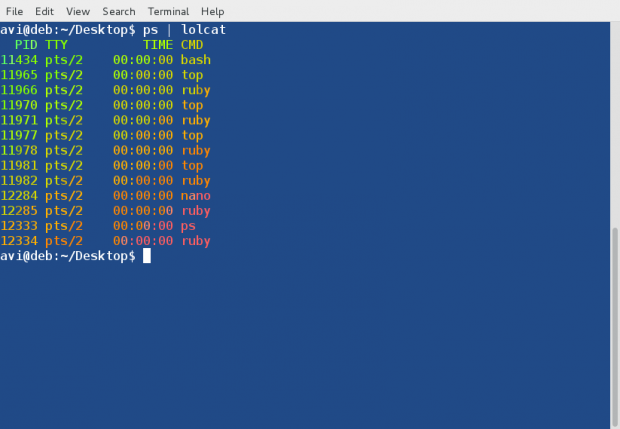 File Edit View Search Terminal Help
avi@deb:~/Desktop$ ps | lolcat
  PID TTY          TIME CMD
11434 pts/2    00:00:00 bash
11965 pts/2    00:00:00 top
11966 pts/2    00:00:00 ruby
11970 pts/2    00:00:00 top
11971 pts/2    00:00:00 ruby
11977 pts/2    00:00:00 top
11978 pts/2    00:00:00 ruby
11981 pts/2    00:00:00 top
11982 pts/2    00:00:00 ruby
12284 pts/2    00:00:00 nano
12285 pts/2    00:00:00 ruby
12333 pts/2    00:00:00 ps
12334 pts/2    00:00:00 ruby
avi@deb:~/Desktop$